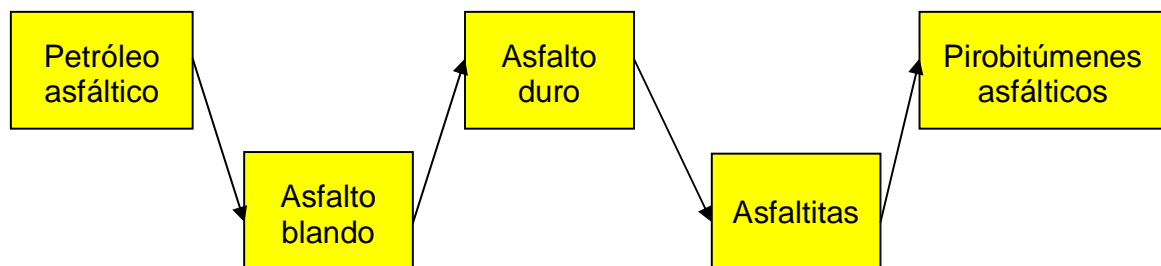 Petróleo
asfáltico
Asfalto
blando
Asfalto
duro
Asfaltitas
Pirobitúmenes
asfálticos